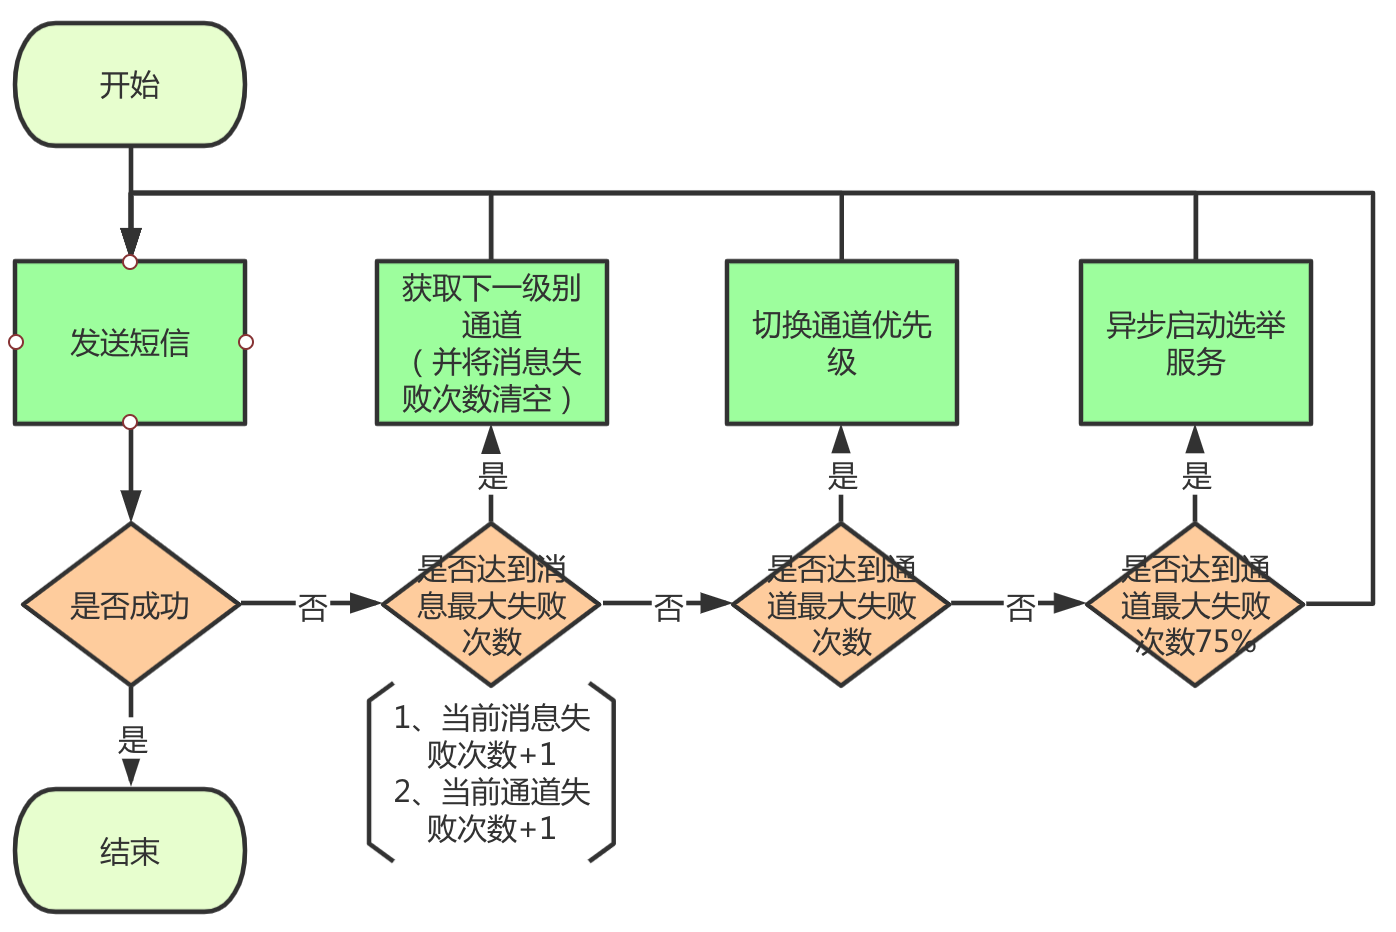 开始
发送短信
获取下一级别
通道
（并将消息失
败次数清空）
切换通道优先
级
异步启动选举
服务
是
是
是
是否成功
否
是否达到消
息最大失败
次数
否
是否达到通
道最大失败
次数
否
是否达到通
道最大失败
次数75%
是
1、当前消息失
败次数+1
2、当前通道失
败次数+1
结束